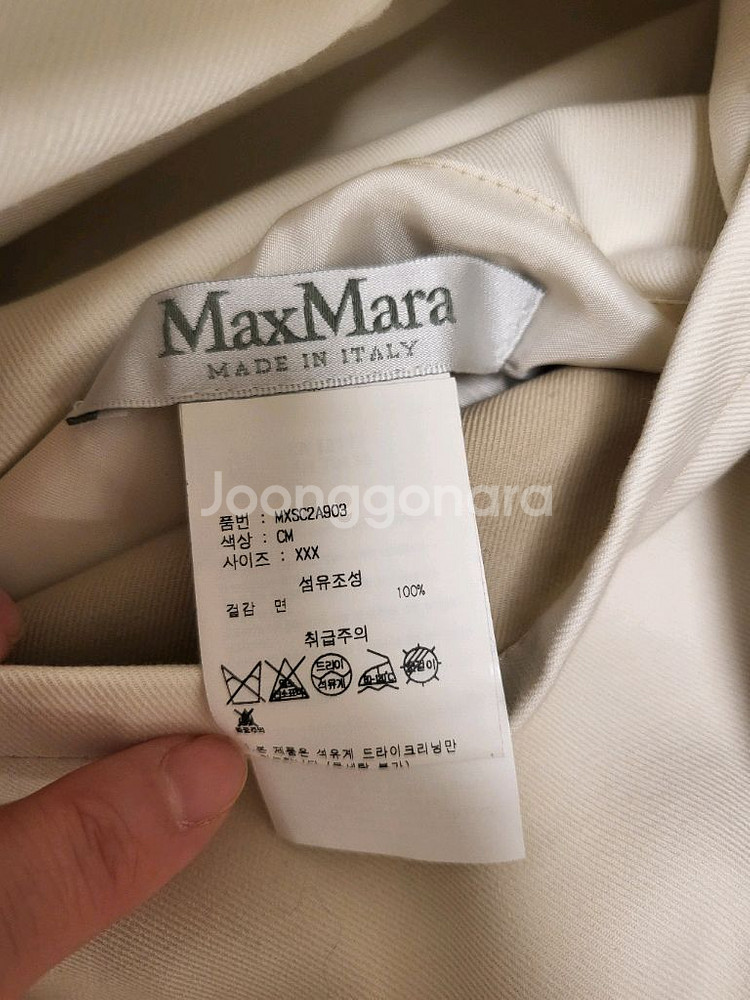 MaxMara
MADE IN ITALY
Joonggonara
품번 : MXSC2A903
색상 : CM
사이즈 : XXX
섬유조성
겉감 면 100%
취급주의
드라이
석유계
본 제품은 석유계 드라이크리닝만